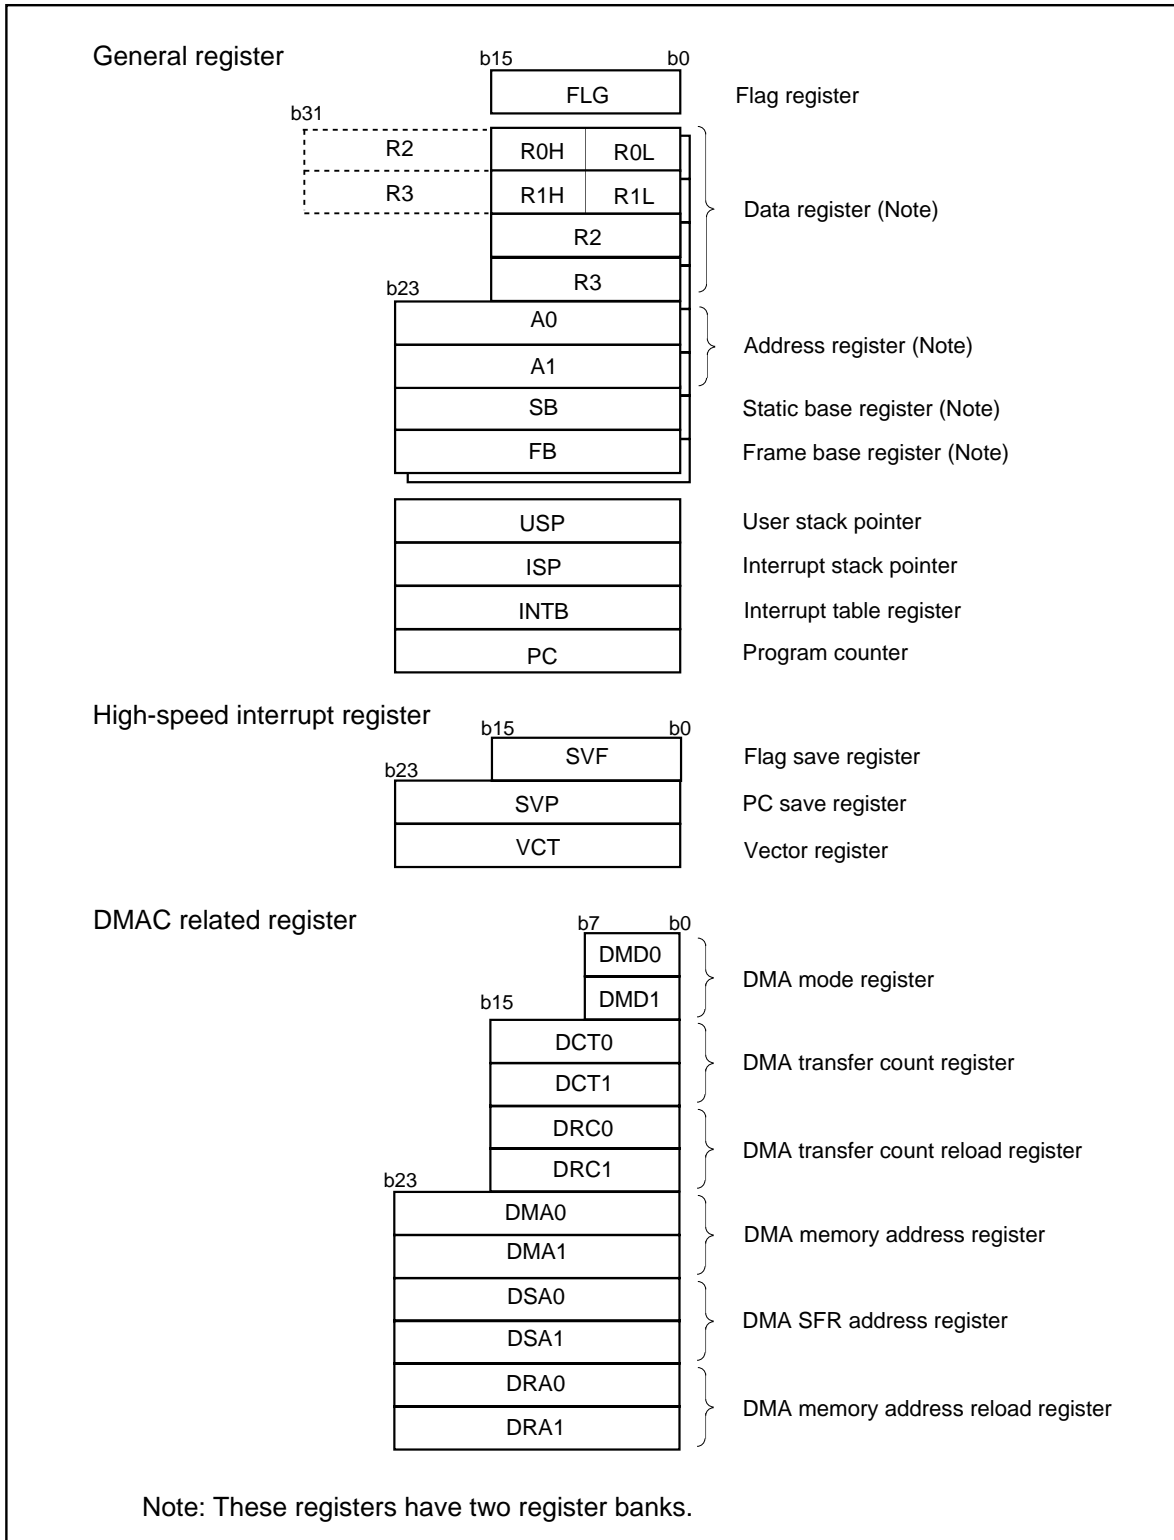 General register
b15 b0
FLG Flag register
b31
R2 R0H R0L
R3 R1H R1L
Data register (Note)
R2
R3
b23
A0
Address register (Note)
A1
SB Static base register (Note)
FB Frame base register (Note)
USP User stack pointer
ISP Interrupt stack pointer
INTB Interrupt table register
PC Program counter
High-speed interrupt register
b15 b0
SVF Flag save register
b23
SVP PC save register
VCT Vector register
DMAC related register
b7 b0
DMD0
DMA mode register
DMD1
b15
DCT0
DMA transfer count register
DCT1
DRC0
DMA transfer count reload register
DRC1
b23
DMA0
DMA memory address register
DMA1
DSA0
DMA SFR address register
DSA1
DRA0
DMA memory address reload register
DRA1
Note: These registers have two register banks.